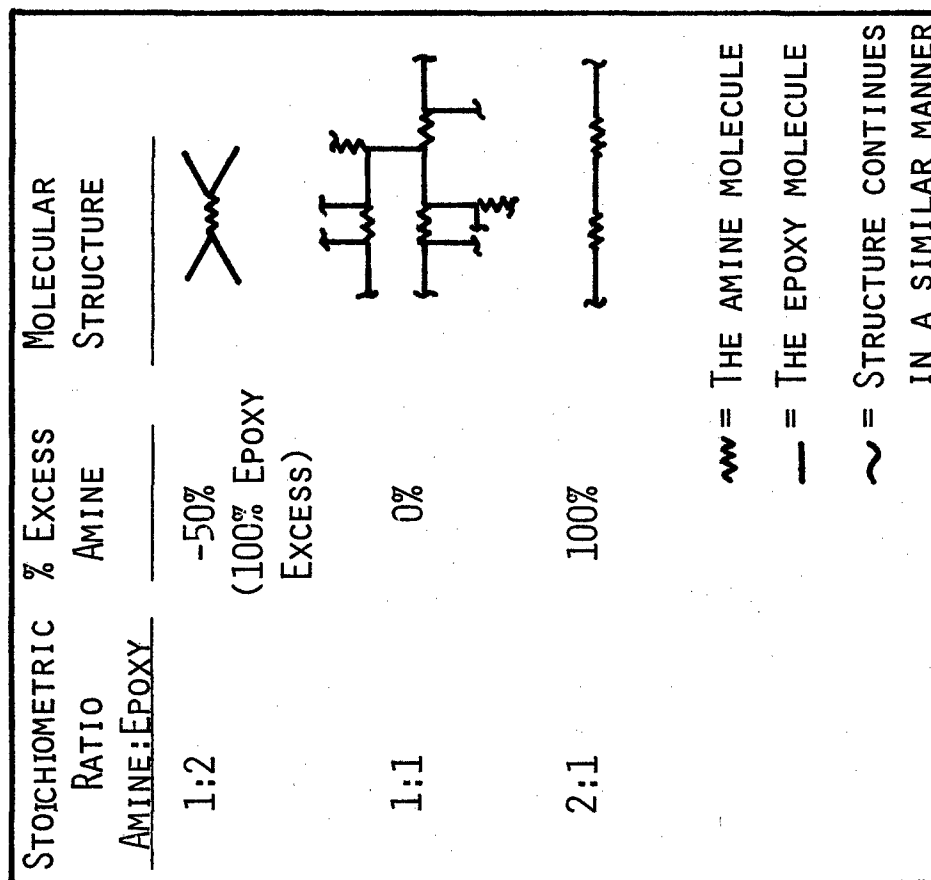 STOICHIOMETRIC % EXCESS MOLECULAR
RATIO AMINE STRUCTURE
AMINE:EPOXY
1:2 -50%
(100% EPOXY
EXCESS)
1:1 0%
2:1 100%
= THE AMINE MOLECULE
= THE EPOXY MOLECULE
= STRUCTURE CONTINUES
IN A SIMILAR MANNER